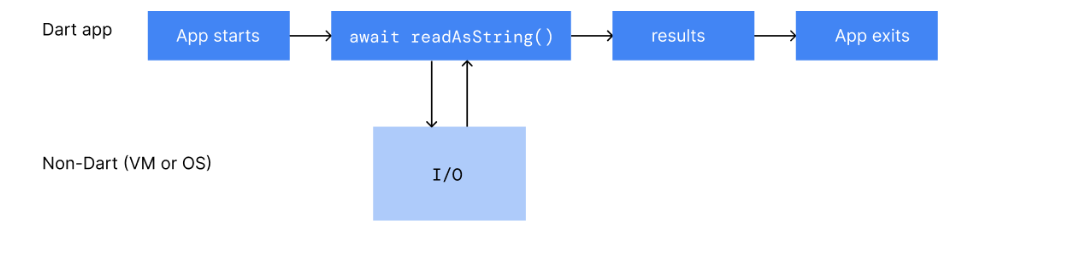 Dart app
App starts
await readAsString()
results
App exits
Non-Dart (VM or OS)
I/O